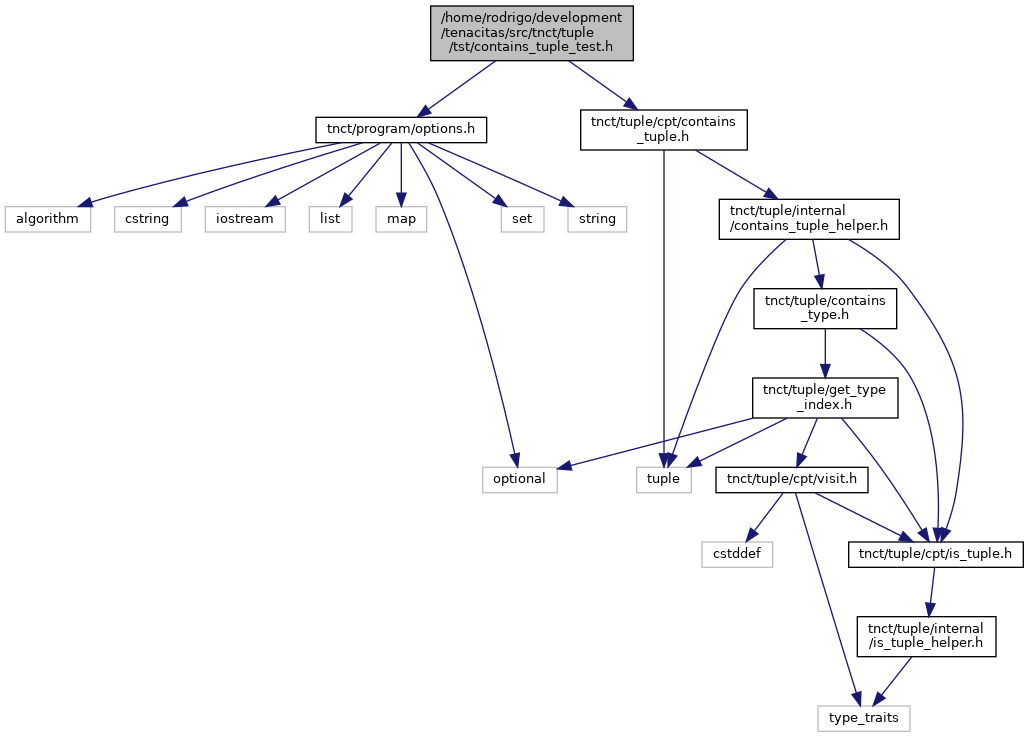 /home/rodrigo/development
/tenacitas/src/tnct/tuple
/tst/contains_tuple_test.h
tnct/program/options.h
tnct/tuple/cpt/contains
_tuple.h
algorithm
cstring
iostream
list
map
set
string
tnct/tuple/internal
/contains_tuple_helper.h
tnct/tuple/contains
_type.h
tnct/tuple/get_type
_index.h
optional
tuple
tnct/tuple/cpt/visit.h
cstddef
tnct/tuple/cpt/is_tuple.h
tnct/tuple/internal
/is_tuple_helper.h
type_traits